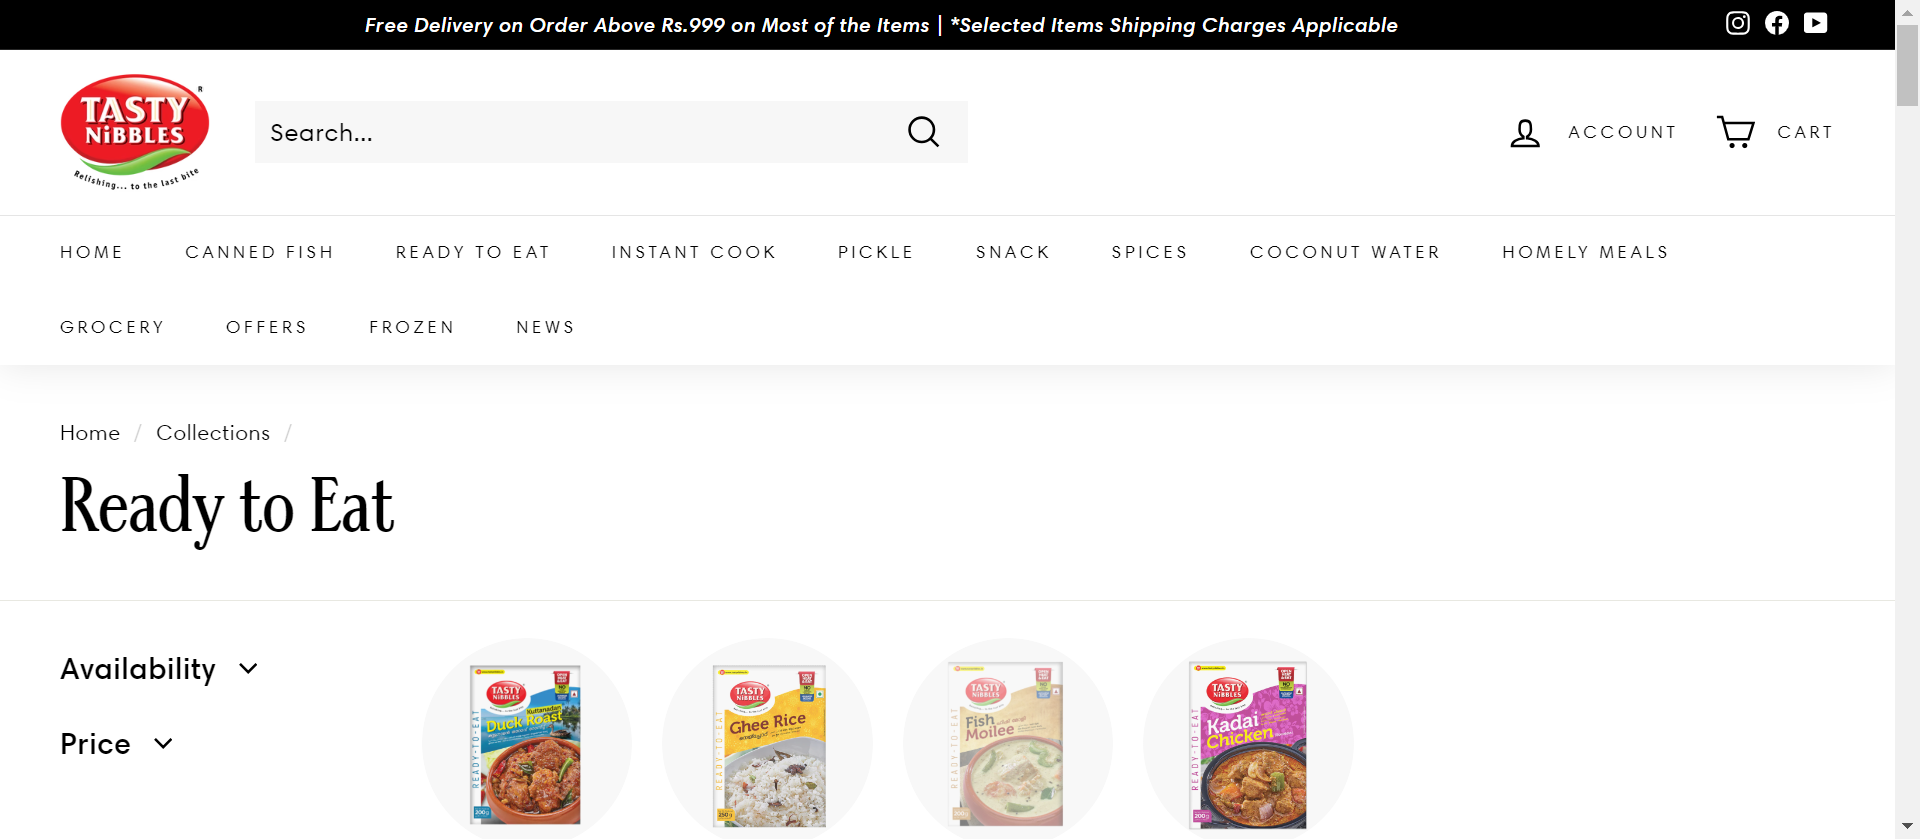 Free Delivery on Order Above Rs.999 on Most of the Items | *Selected Items Shipping Charges Applicable
TASTY
NiBBLES
Relishing... to the last bite
Search...
ACCOUNT
CART
HOME
CANNED FISH
READY TO EAT
INSTANT COOK
PICKLE
SNACK
SPICES
COCONUT WATER
HOMELY MEALS
GROCERY
OFFERS
FROZEN
NEWS
Home / Collections /
Ready to Eat
Availability
Price
TASTY
NiBBLES
Kuttanadan
Duck Roast
READY-TO-EAT
200g
TASTY
NiBBLES
Ghee Rice
READY-TO-EAT
250g
TASTY
NiBBLES
Fish
Moilee
READY-TO-EAT
200g
TASTY
NiBBLES
Kadai
Chicken
READY-TO-EAT
200g